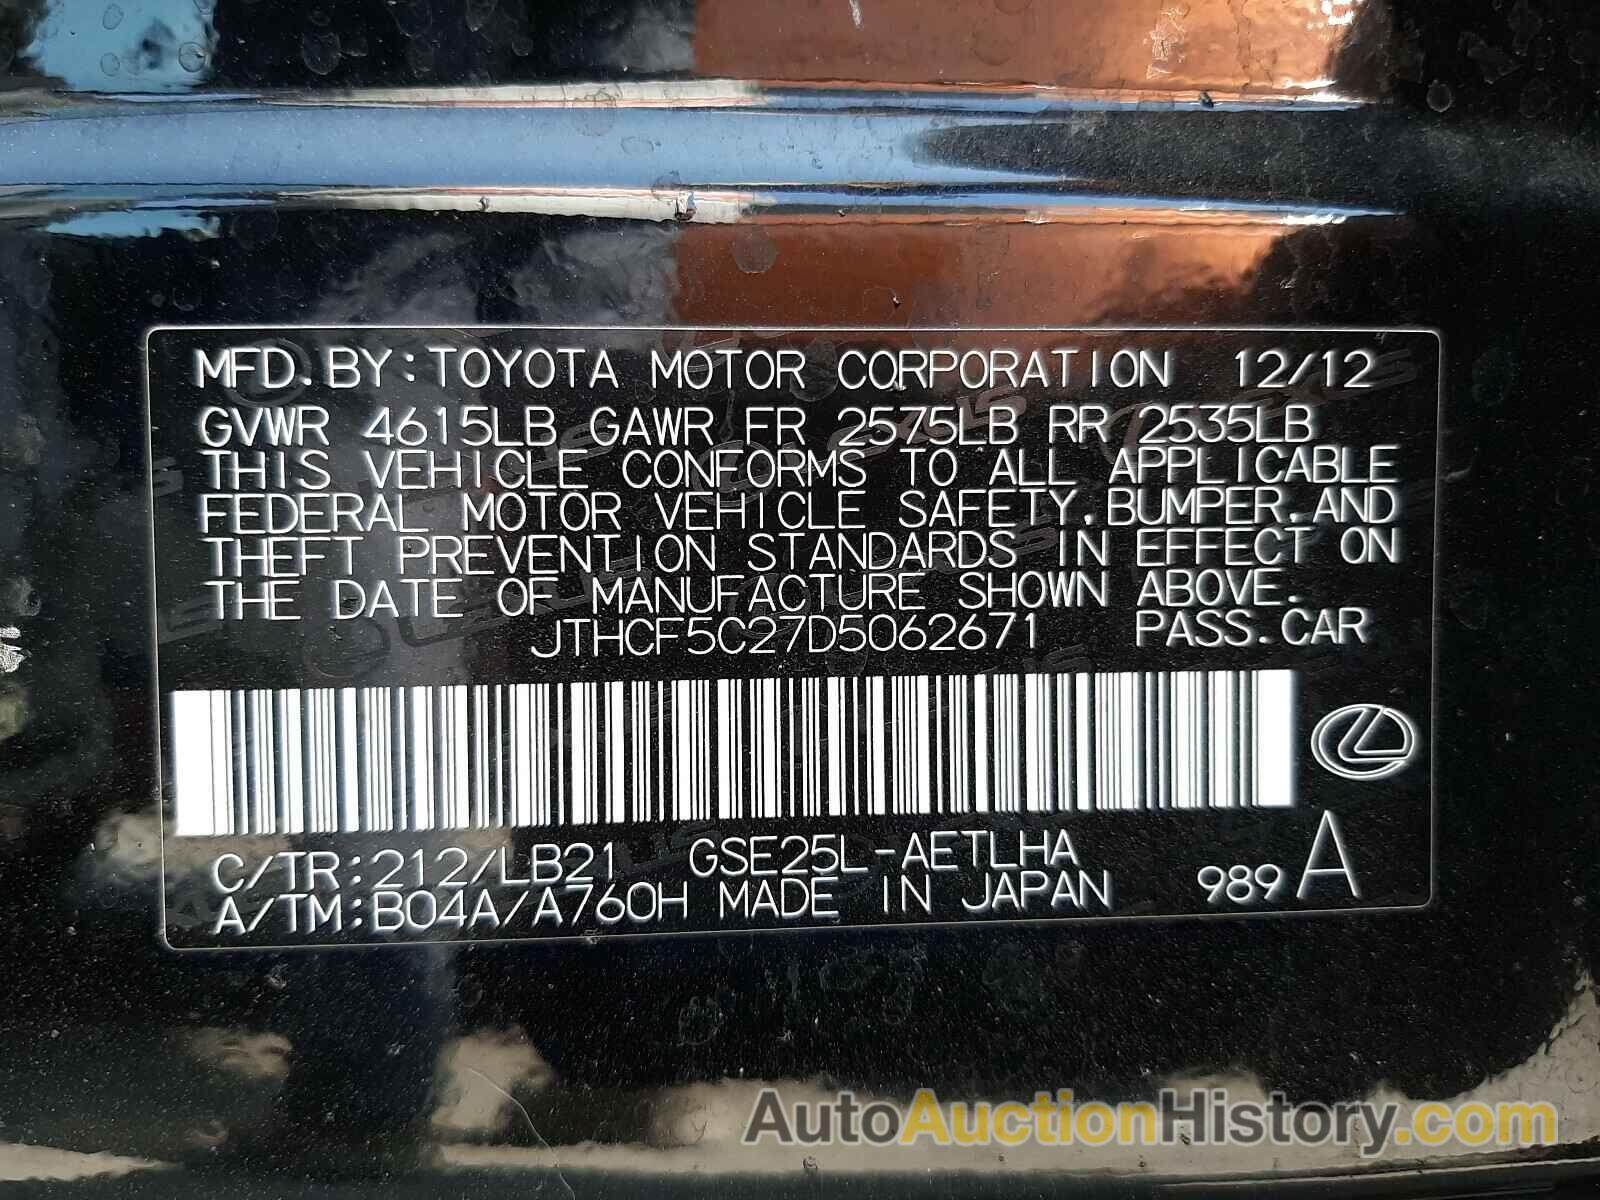 MFD.BY:TOYOTA MOTOR CORPORATION 12/12
GVWR 4615LB GAWR FR 2575LB RR 2535LB
THIS VEHICLE CONFORMS TO ALL APPLICABLE
FEDERAL MOTOR VEHICLE SAFETY,BUMPER,AND
THEFT PREVENTION STANDARDS IN EFFECT ON
THE DATE OF MANUFACTURE SHOWN ABOVE.
JTHCF5C27D5062671 PASS.CAR
C/TR:212/LB21 GSE25L-AETLHA
A/TM:B04A/A760H MADE IN JAPAN 989 A
AutoAuctionHistory.com